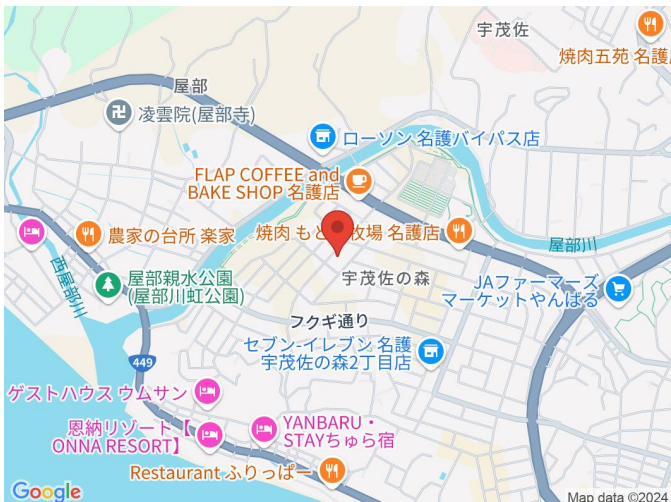 宇茂佐
焼肉五苑 名護店
屋部
凌雲院(屋部寺)
ローソン 名護バイパス店
FLAP COFFEE and
BAKE SHOP 名護店
農家の台所 楽家
焼肉 もと 牧場 名護店
屋部川
西屋部川
屋部親水公園
(屋部川虹公園)
宇茂佐の森
JAファーマーズ
マーケットやんばる
フクギ通り
セブン-イレブン 名護
宇茂佐の森2丁目店
449
ゲストハウス ウムサン
恩納リゾート【
ONNA RESORT】
YANBARU・
STAYちゅら宿
Restaurant ふりっぱー
Google
Map data ©2024